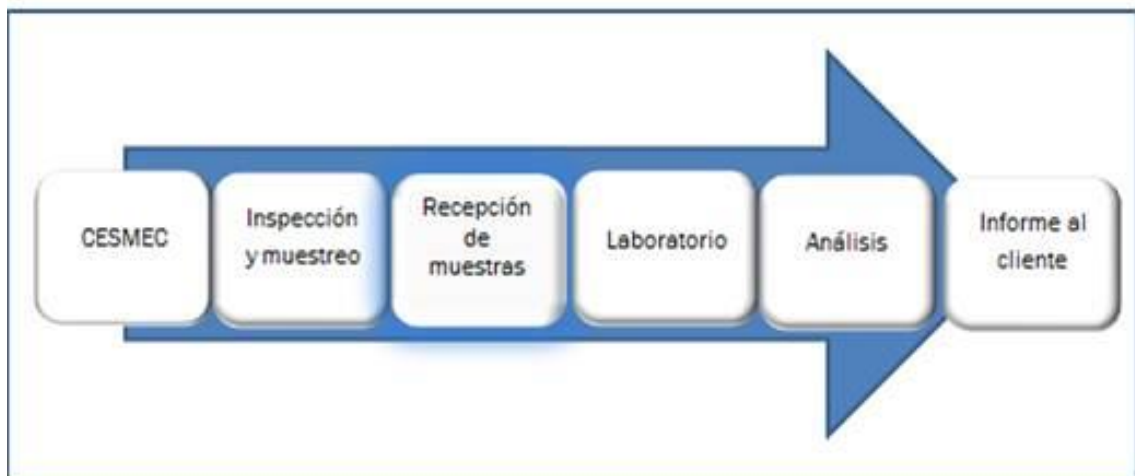 CESMEC
Inspección
y muestreo
Recepción
de
muestras
Laboratorio
Análisis
Informe al
cliente